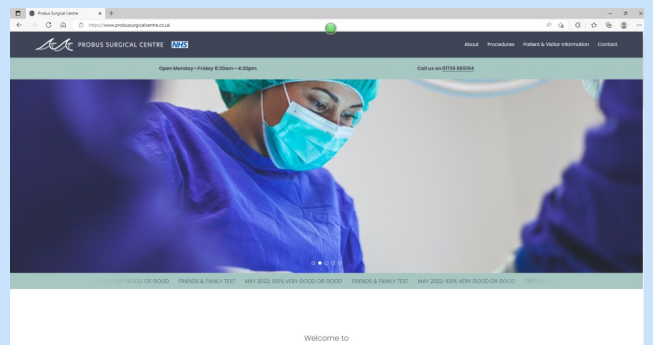 Probus Surgical Centre
https://www.probussurgicalcentre.co.uk
PROBUS SURGICAL CENTRE NHS
About Procedures Patient & Visitor Information Contact
Open Monday—Friday 8:30am—4:30pm
Call us on
VERY GOOD OR GOOD FRIENDS & FAMILY TEST MAY 2022: 100% VERY GOOD OR GOOD FRIENDS & FAMILY TEST MAY 2022: 100% VERY GOOD OR GOOD
Welcome to